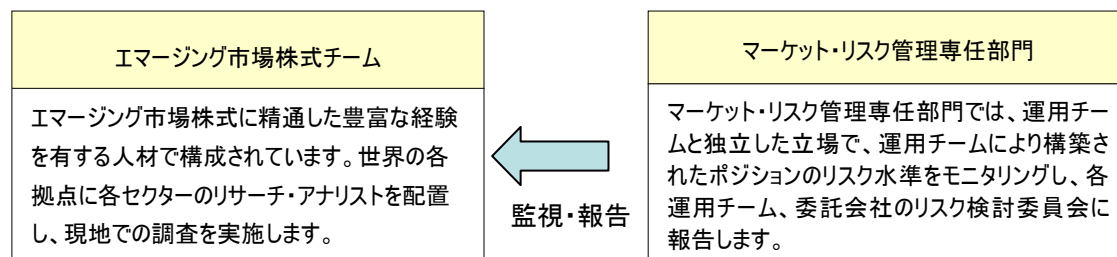 エマージング市場株式チーム
エマージング市場株式に精通した豊富な経験
を有する人材で構成されています。世界の各
拠点に各セクターのリサーチ・アナリストを配置
し、現地での調査を実施します。
監視・報告
マーケット・リスク管理専任部門
マーケット・リスク管理専任部門では、運用チー
ムと独立した立場で、運用チームにより構築さ
れたポジションのリスク水準をモニタリングし、各
運用チーム、委託会社のリスク検討委員会に
報告します。